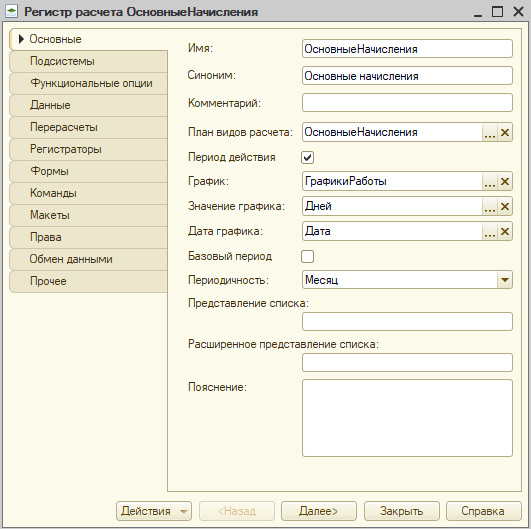 Регистр расчета ОсновныеНачисления
Основные
Подсистемы
Функциональные опции
Данные
Перерасчеты
Регистраторы
Формы
Команды
Макеты
Права
Обмен данными
Прочее
Имя: ОсновныеНачисления
Синоним: Основные начисления
Комментарий:
План видов расчета: ОсновныеНачисления ...
Период действия
График: ГрафикиРаботы ...
Значение графика: Дней ...
Дата графика: Дата ...
Базовый период
Периодичность: Месяц
Представление списка:
Расширенное представление списка:
Пояснение:
Действия <Назад Далее> Закрыть Справка